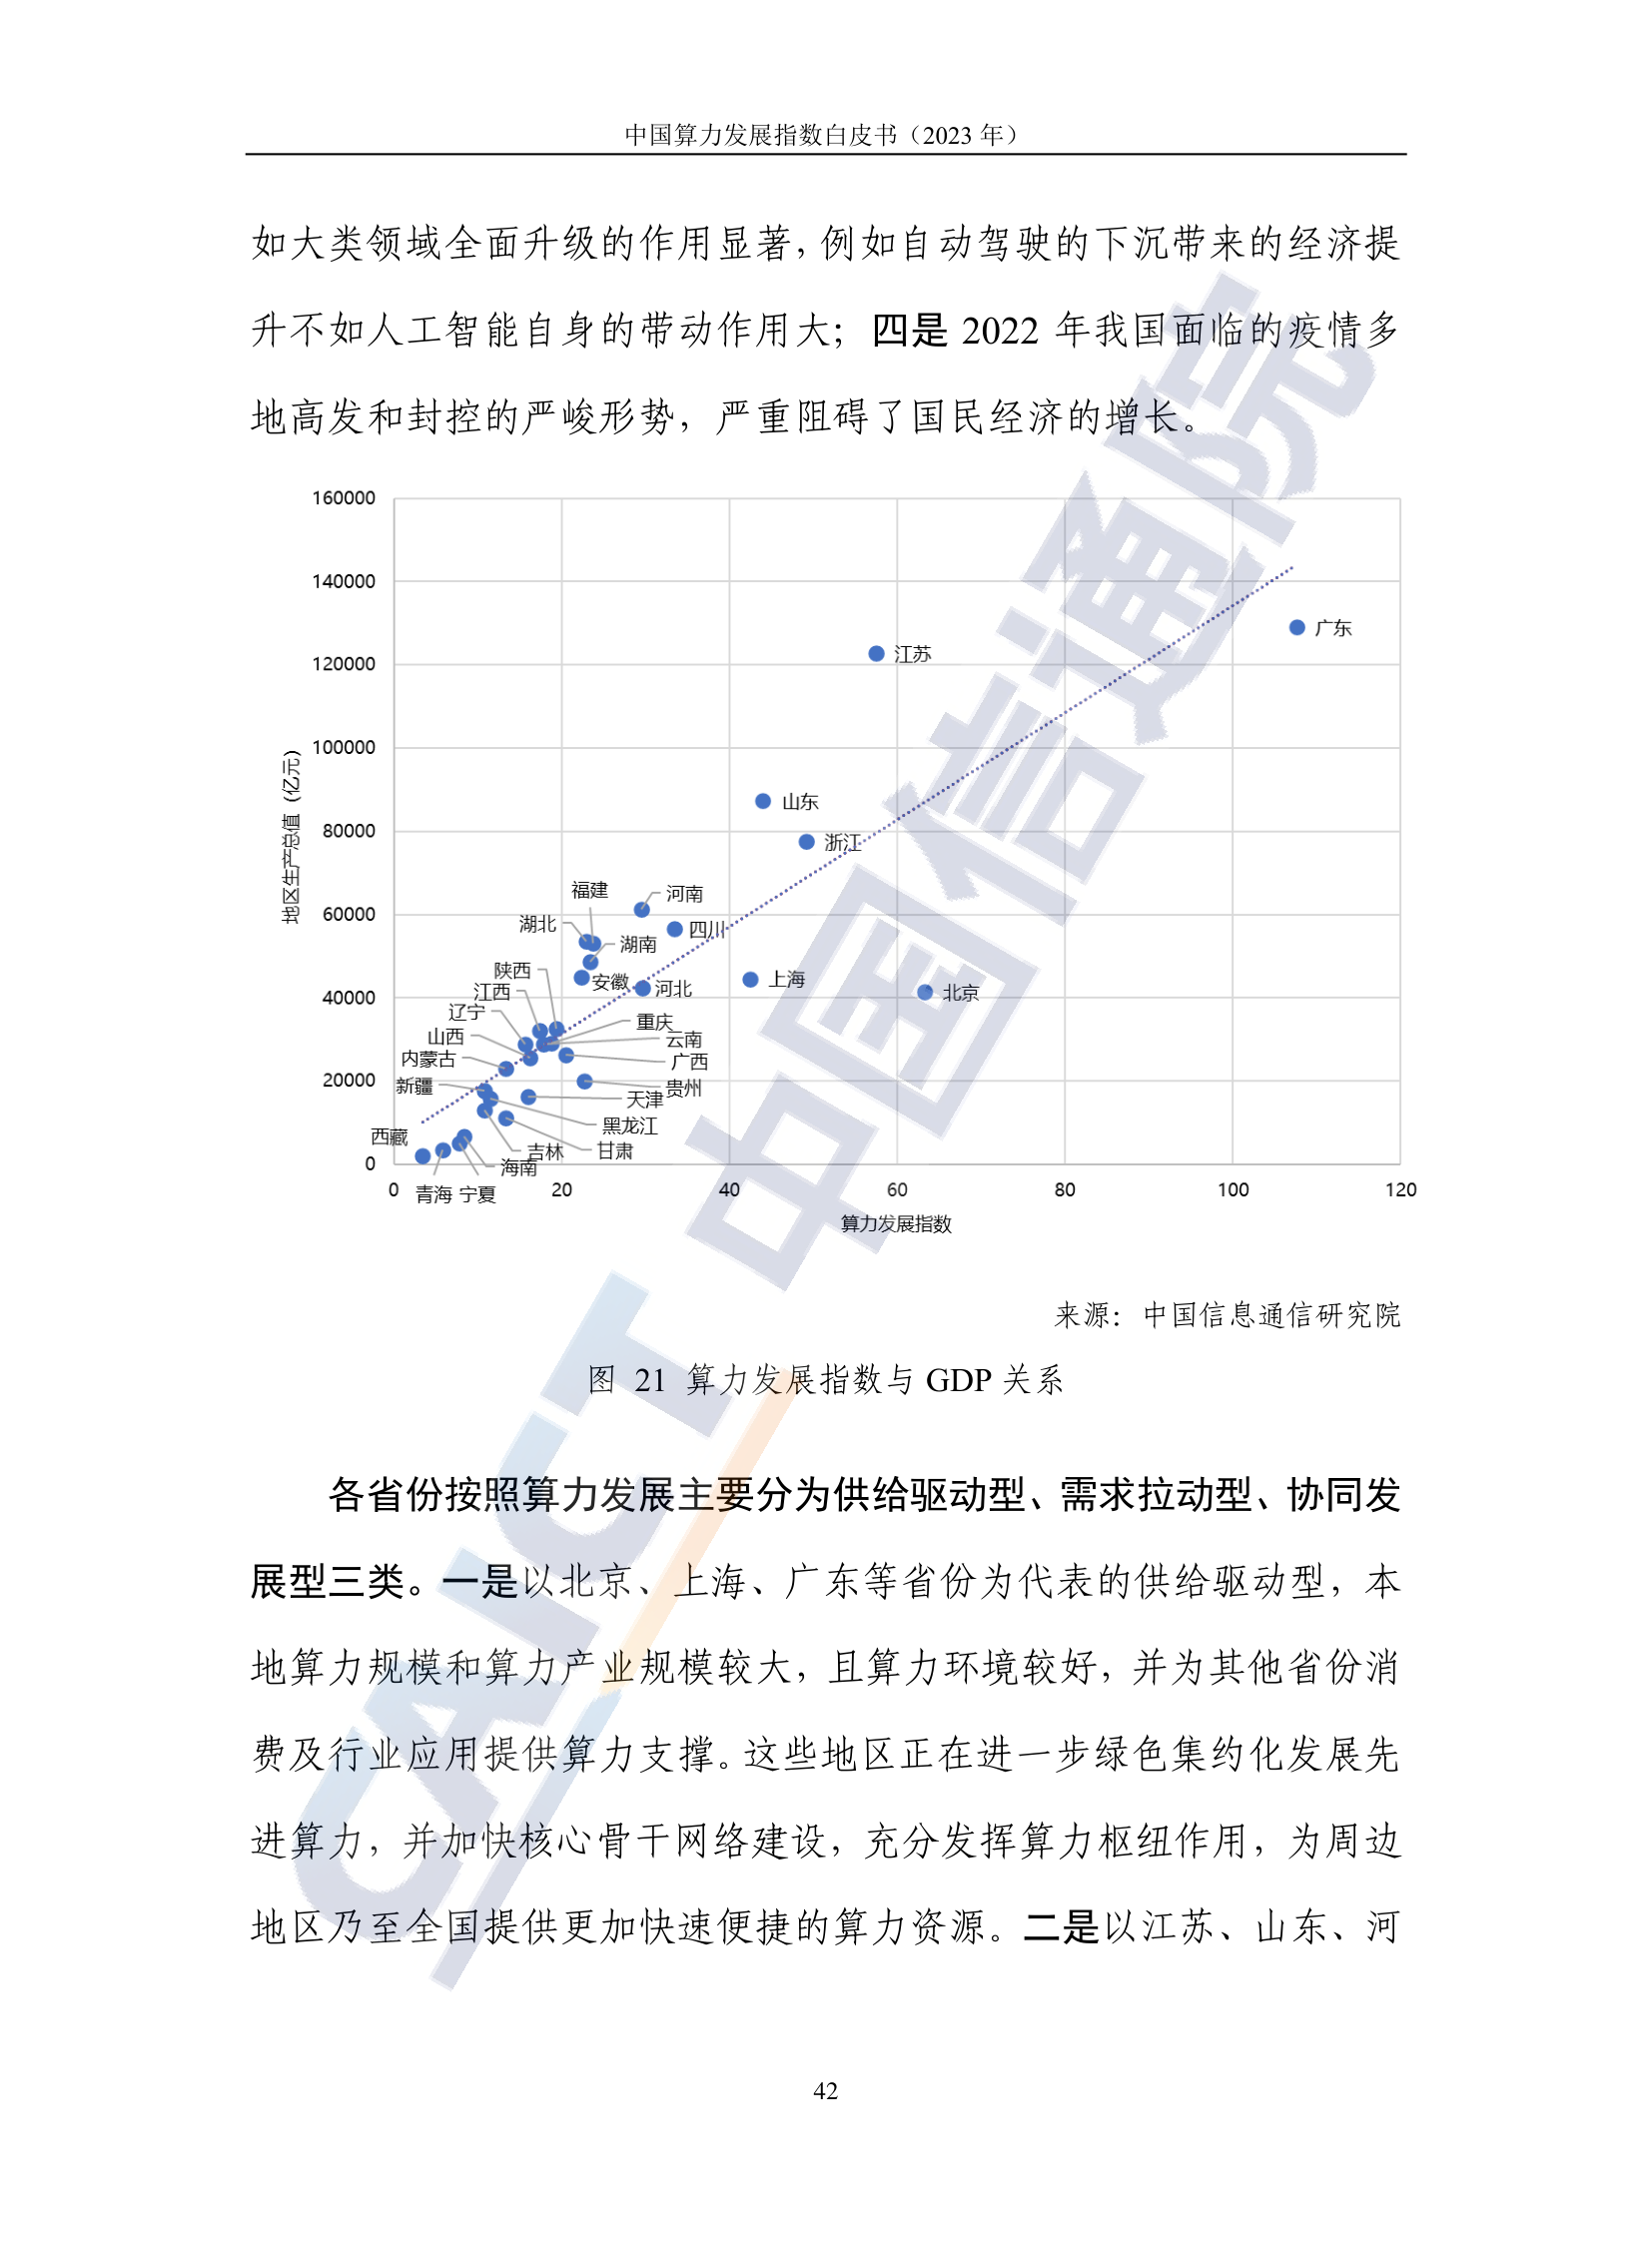 中国算力发展指数白皮书（2023 年）
如大类领域全面升级的作用显著，例如自动驾驶的下沉带来的经济提
升不如人工智能自身的带动作用大；四是 2022 年我国面临的疫情多
地高发和封控的严峻形势，严重阻碍了国民经济的增长。
160000
140000
120000
100000
80000
60000
40000
20000
0
地区生产总值（亿元）
广东
江苏
山东
浙江
福建
河南
湖北
四川
湖南
陕西
安徽
河北
上海
北京
江西
辽宁
重庆
山西
云南
内蒙古
广西
新疆
贵州
天津
黑龙江
西藏
吉林
甘肃
海南
青海
宁夏
0 20 40 60 80 100 120
算力发展指数
来源：中国信息通信研究院
图 21 算力发展指数与 GDP 关系
各省份按照算力发展主要分为供给驱动型、需求拉动型、协同发
展型三类。一是以北京、上海、广东等省份为代表的供给驱动型，本
地算力规模和算力产业规模较大，且算力环境较好，并为其他省份消
费及行业应用提供算力支撑。这些地区正在进一步绿色集约化发展先
进算力，并加快核心骨干网络建设，充分发挥算力枢纽作用，为周边
地区乃至全国提供更加快速便捷的算力资源。二是以江苏、山东、河
42
CAICT 中国信通院